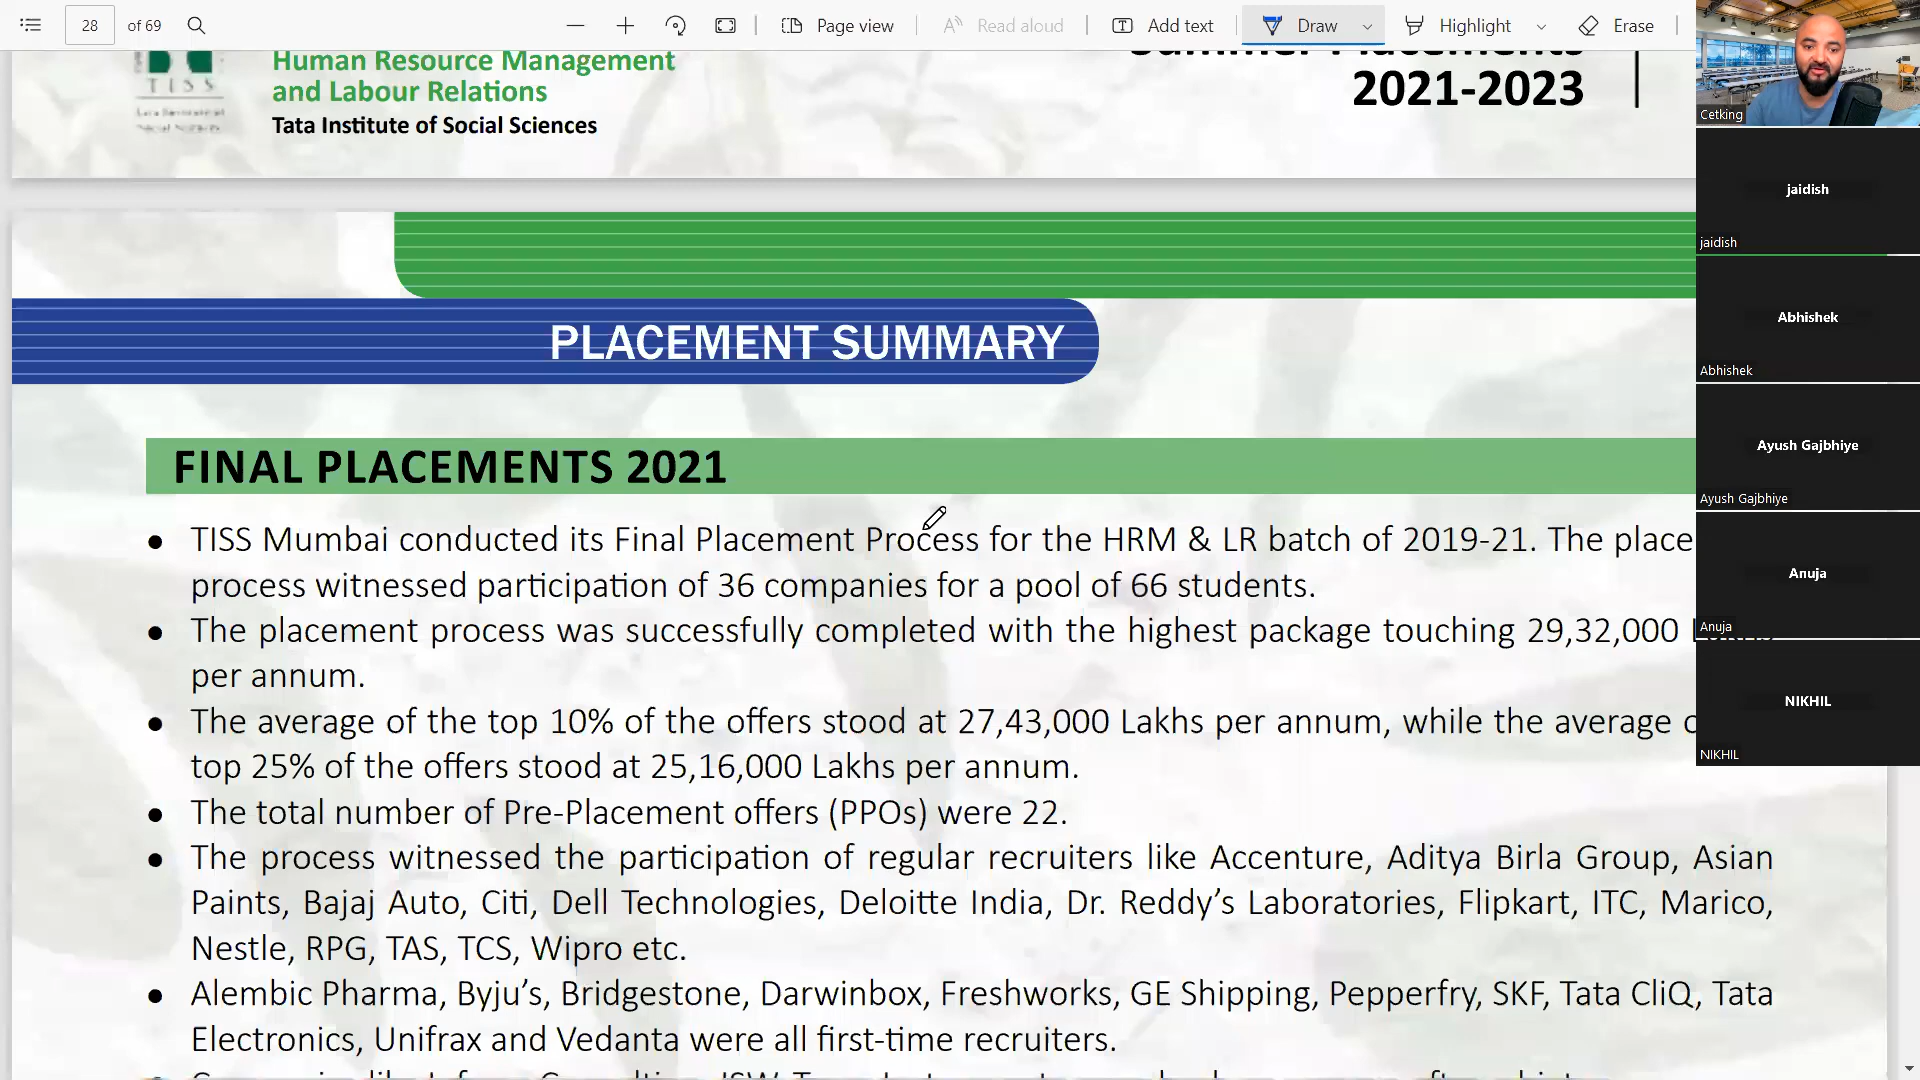 28 of 69 Page view Read aloud Add text Draw Highlight Erase
Human Resource Management
and Labour Relations
Tata Institute of Social Sciences
TISS
Summer Placements
2021-2023
PLACEMENT SUMMARY
FINAL PLACEMENTS 2021
● TISS Mumbai conducted its Final Placement Process for the HRM & LR batch of 2019-21. The place
process witnessed participation of 36 companies for a pool of 66 students.
● The placement process was successfully completed with the highest package touching 29,32,000
per annum.
● The average of the top 10% of the offers stood at 27,43,000 Lakhs per annum, while the average
top 25% of the offers stood at 25,16,000 Lakhs per annum.
● The total number of Pre-Placement offers (PPOs) were 22.
● The process witnessed the participation of regular recruiters like Accenture, Aditya Birla Group, Asian
Paints, Bajaj Auto, Citi, Dell Technologies, Deloitte India, Dr. Reddy's Laboratories, Flipkart, ITC, Marico,
Nestle, RPG, TAS, TCS, Wipro etc.
● Alembic Pharma, Byju's, Bridgestone, Darwinbox, Freshworks, GE Shipping, Pepperfry, SKF, Tata CliQ, Tata
Electronics, Unifrax and Vedanta were all first-time recruiters.
Cetking
jaidish
jaidish
Abhishek
Abhishek
Ayush Gajbhiye
Ayush Gajbhiye
Anuja
Anuja
NIKHIL
NIKHIL